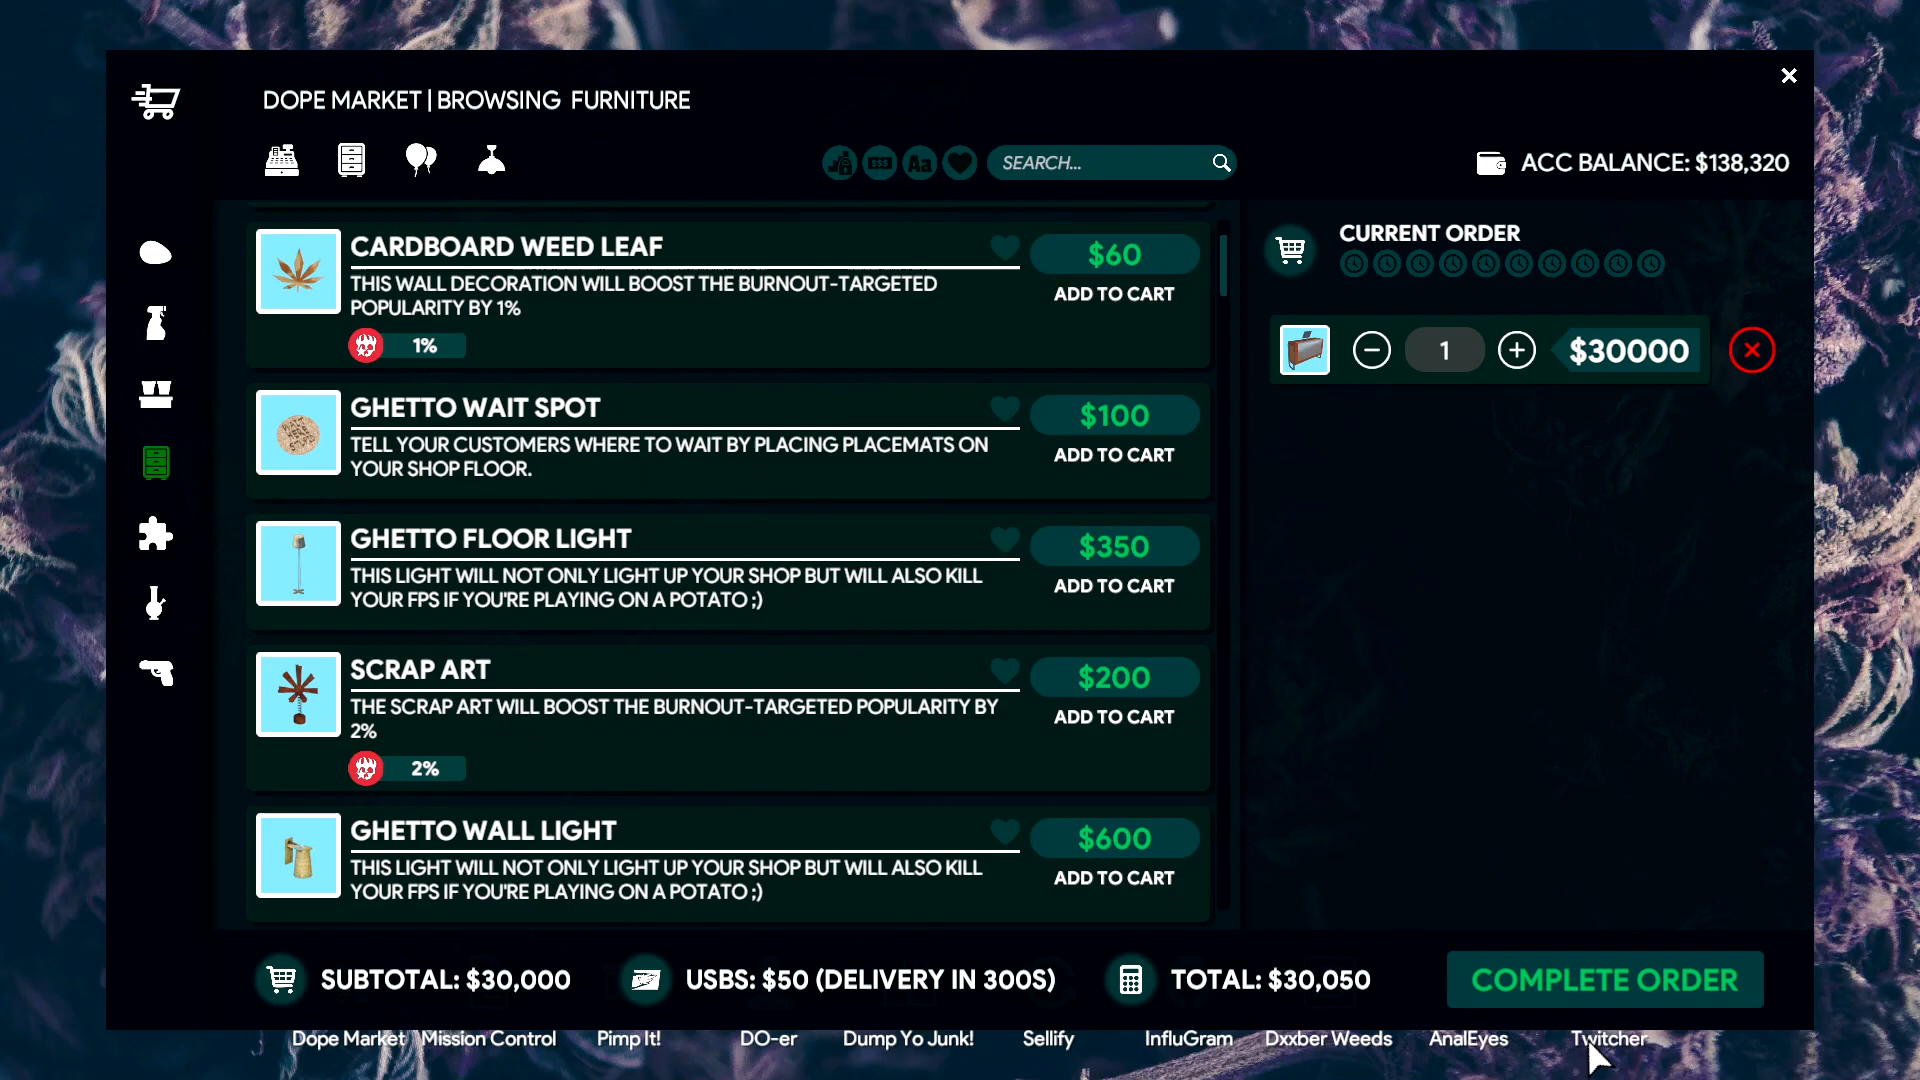 DOPE MARKET | BROWSING FURNITURE
$$$
Aa
SEARCH...
ACC BALANCE: $138,320
CARDBOARD WEED LEAF
THIS WALL DECORATION WILL BOOST THE BURNOUT-TARGETED
POPULARITY BY 1%
1%
$60
ADD TO CART
GHETTO WAIT SPOT
TELL YOUR CUSTOMERS WHERE TO WAIT BY PLACING PLACEMATS ON
YOUR SHOP FLOOR.
$100
ADD TO CART
GHETTO FLOOR LIGHT
THIS LIGHT WILL NOT ONLY LIGHT UP YOUR SHOP BUT WILL ALSO KILL
YOUR FPS IF YOU'RE PLAYING ON A POTATO ;)
$350
ADD TO CART
SCRAP ART
THE SCRAP ART WILL BOOST THE BURNOUT-TARGETED POPULARITY BY
2%
2%
$200
ADD TO CART
GHETTO WALL LIGHT
THIS LIGHT WILL NOT ONLY LIGHT UP YOUR SHOP BUT WILL ALSO KILL
YOUR FPS IF YOU'RE PLAYING ON A POTATO ;)
$600
ADD TO CART
CURRENT ORDER
1
$30000
SUBTOTAL: $30,000
USBS: $50 (DELIVERY IN 300S)
TOTAL: $30,050
COMPLETE ORDER
Dope Market
Mission Control
Pimp It!
DO-er
Dump Yo Junk!
Sellify
InfluGram
Dxxber Weeds
AnalEyes
Twitcher